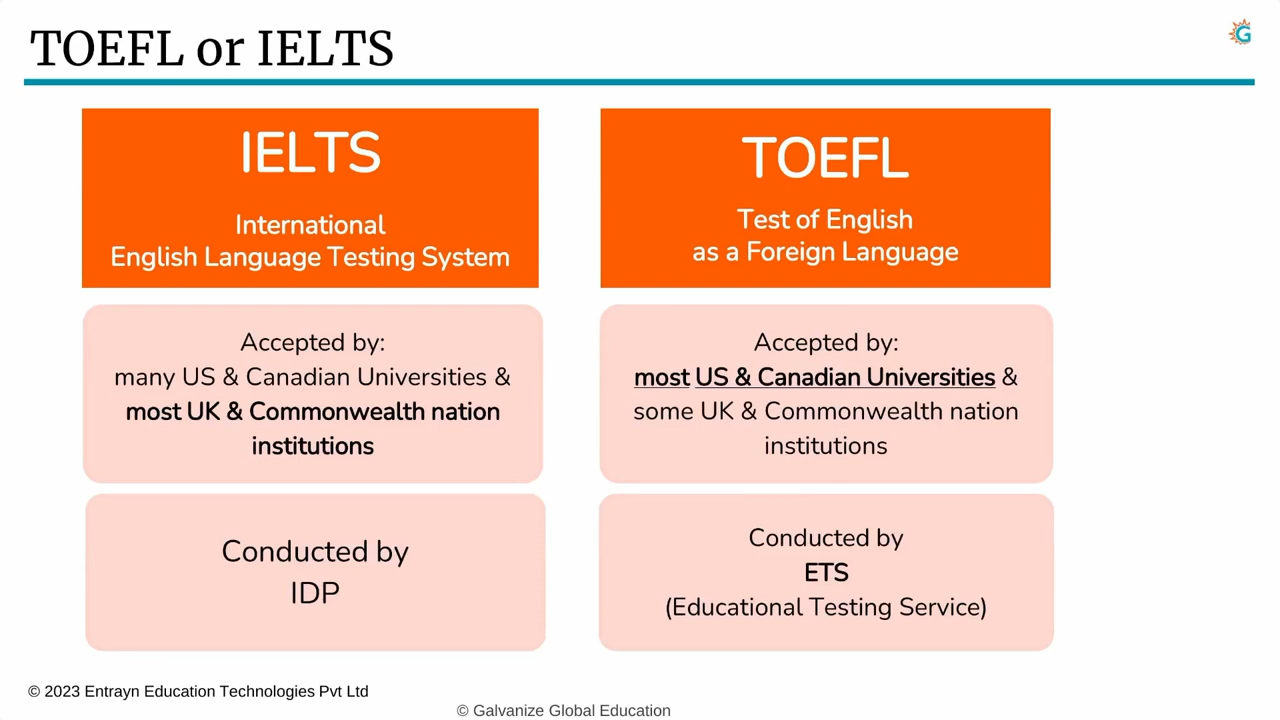 TOEFL or IELTS
G
IELTS
International
English Language Testing System
Accepted by:
many US & Canadian Universities &
most UK & Commonwealth nation
institutions
Conducted by
IDP
TOEFL
Test of English
as a Foreign Language
Accepted by:
most US & Canadian Universities &
some UK & Commonwealth nation
institutions
Conducted by
ETS
(Educational Testing Service)
© 2023 Entrayn Education Technologies Pvt Ltd
© Galvanize Global Education